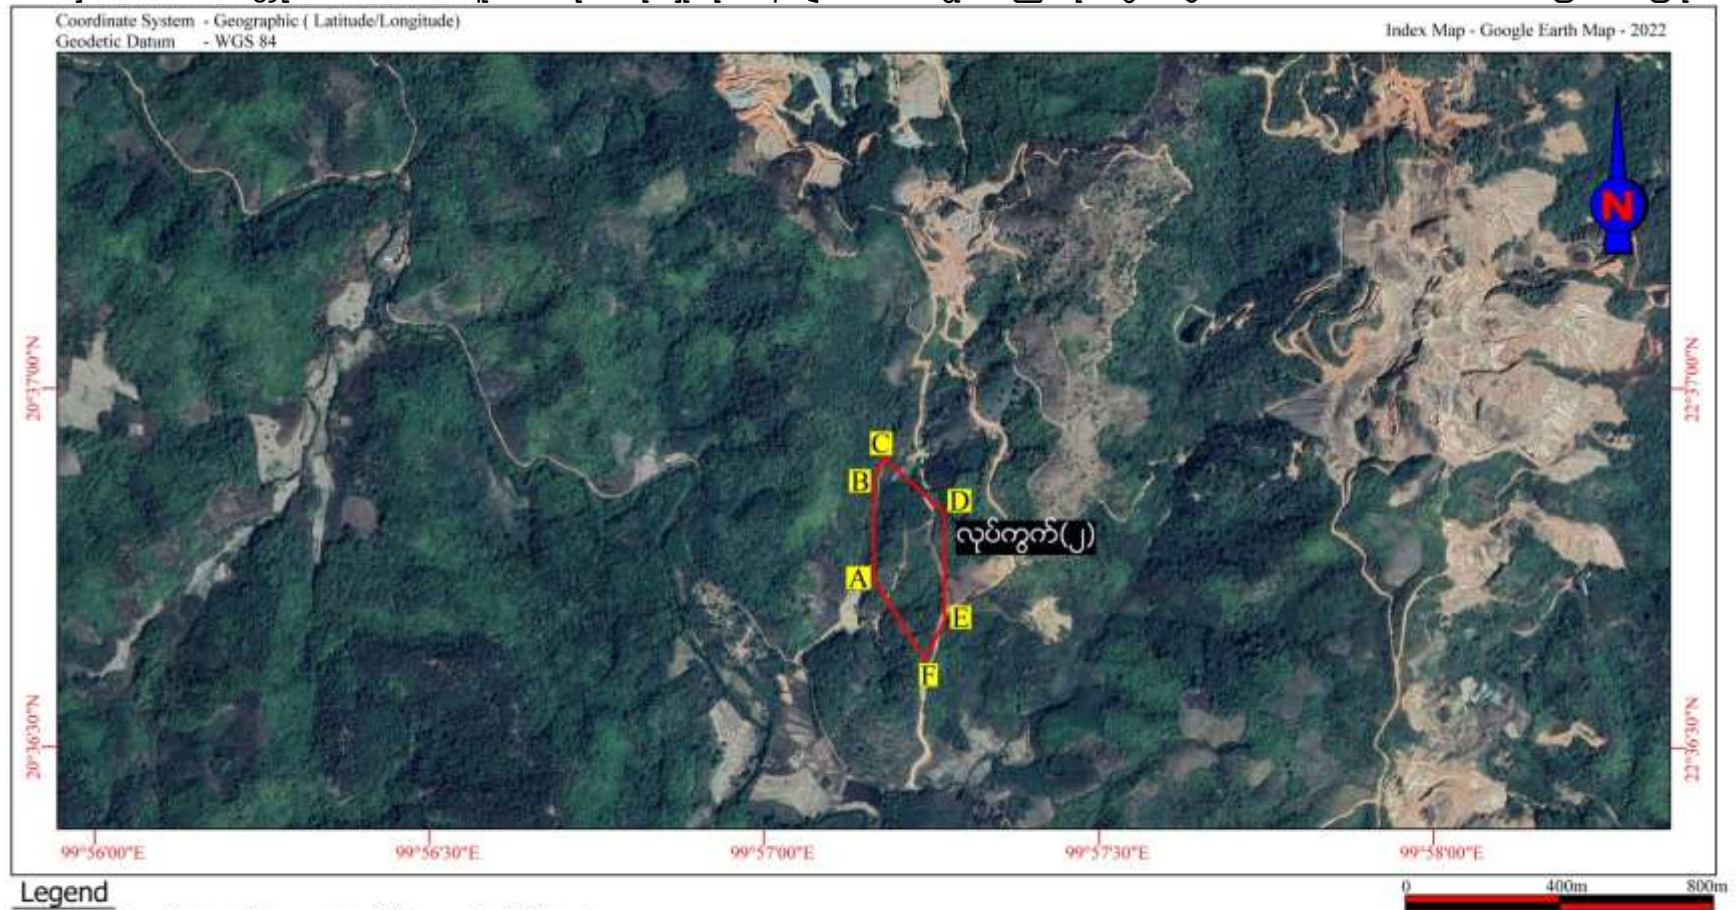 Coordinate System - Geographic ( Latitude/Longitude)
Geodetic Datum - WGS 84
Index Map - Google Earth Map - 2022
N
20°37'00"N
22°37'00"N
C
B
D
လုပ်ကွက်(၂)
A
E
F
20°36'30"N
22°36'30"N
99°56'00"E 99°56'30"E 99°57'00"E 99°57'30"E 99°58'00"E
Legend
0 400m 800m